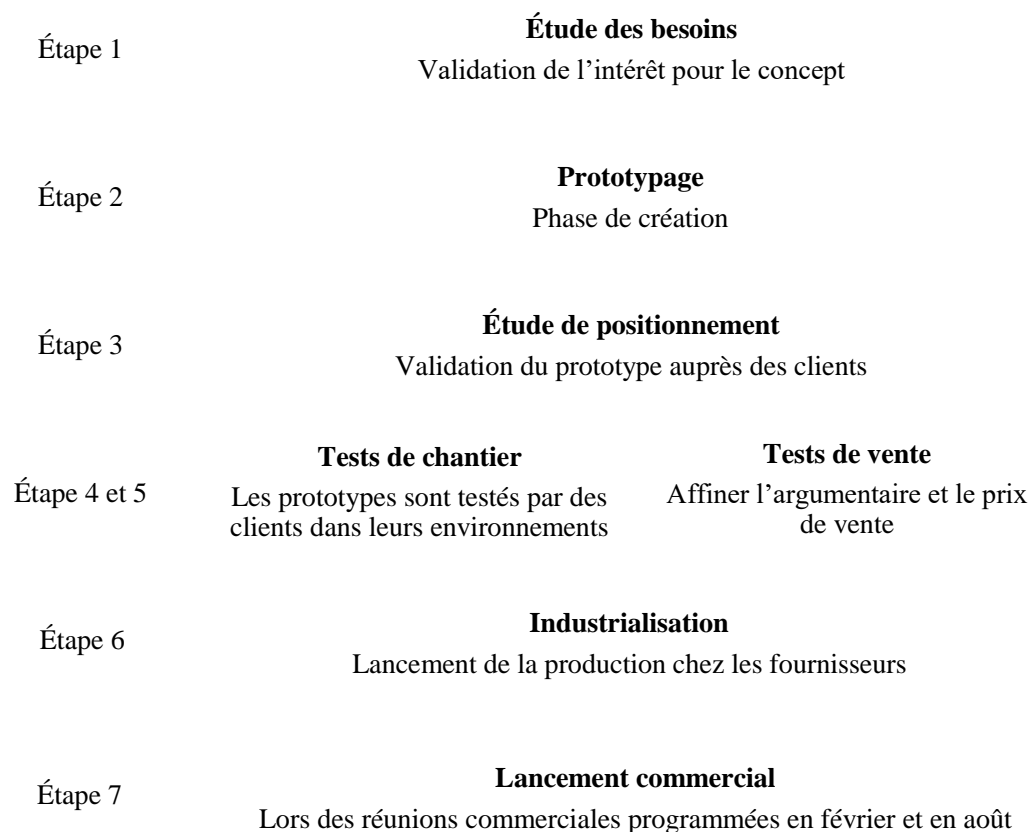 Étape 1
Étude des besoins
Validation de l’intérêt pour le concept
Étape 2
Prototypage
Phase de création
Étape 3
Étude de positionnement
Validation du prototype auprès des clients
Étape 4 et 5
Tests de chantier
Les prototypes sont testés par des
clients dans leurs environnements
Tests de vente
Affiner l’argumentaire et le prix
de vente
Étape 6
Industrialisation
Lancement de la production chez les fournisseurs
Étape 7
Lancement commercial
Lors des réunions commerciales programmées en février et en août